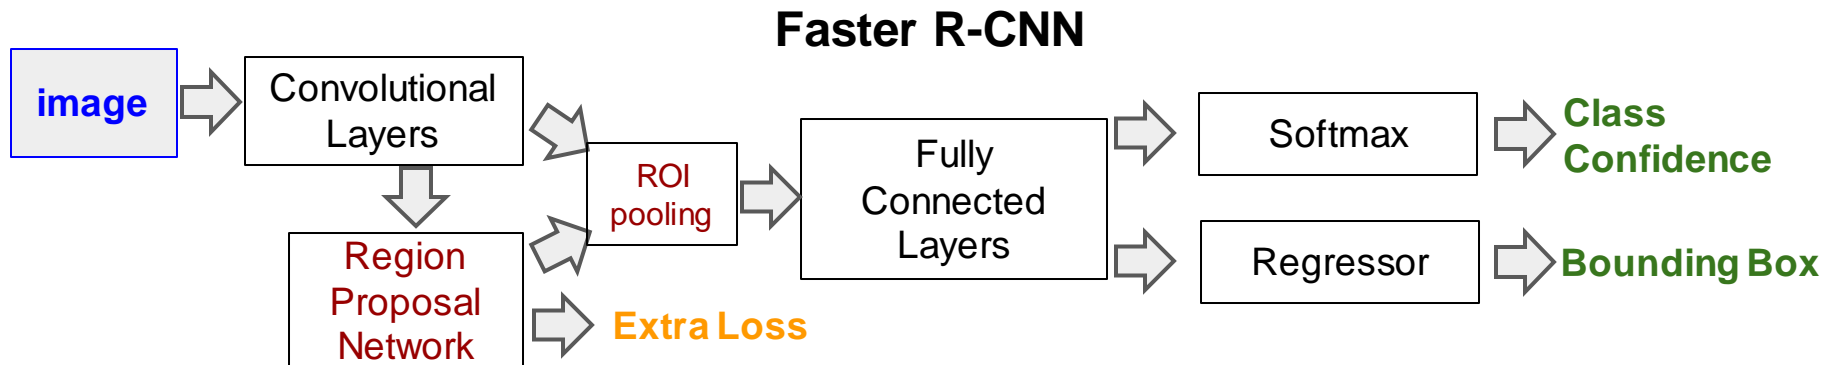 Faster R-CNN
image
Convolutional
Layers
ROI
pooling
Region
Proposal
Network
Extra Loss
Fully
Connected
Layers
Softmax
Class
Confidence
Regressor
Bounding Box